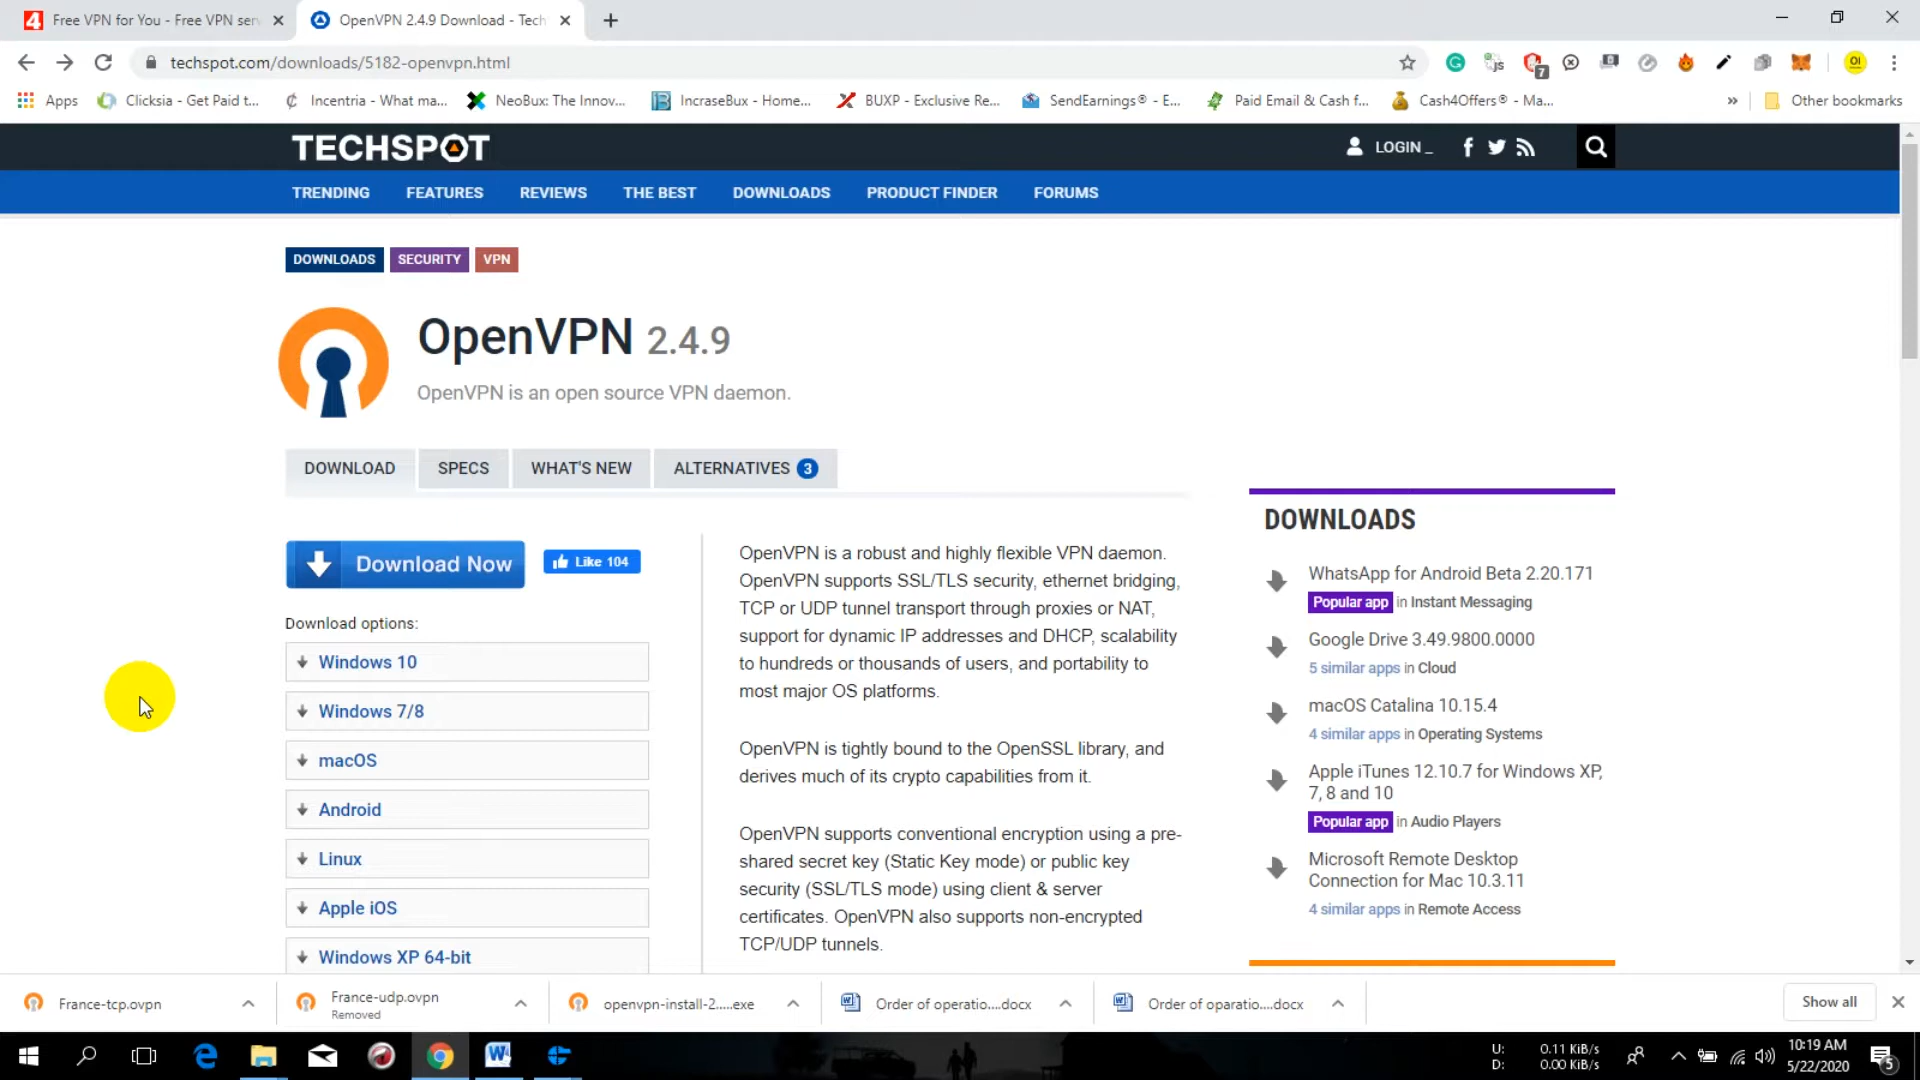 Free VPN for You - Free VPN serv
OpenVPN 2.4.9 Download - Tech
techspot.com/downloads/5182-openvpn.html
7
OI
Apps
Clicksia - Get Paid t...
Incentria - What ma...
NeoBux: The Innov...
IncraseBux - Home...
BUXP - Exclusive Re...
SendEarnings® - E...
Paid Email & Cash f...
Cash4Offers® - Ma...
»
Other bookmarks
TECHSPOT
LOGIN _
TRENDING
FEATURES
REVIEWS
THE BEST
DOWNLOADS
PRODUCT FINDER
FORUMS
DOWNLOADS
SECURITY
VPN
OpenVPN 2.4.9
OpenVPN is an open source VPN daemon.
DOWNLOAD
SPECS
WHAT'S NEW
ALTERNATIVES 3
Download Now
Like 104
Download options:
Windows 10
Windows 7/8
macOS
Android
Linux
Apple iOS
Windows XP 64-bit
OpenVPN is a robust and highly flexible VPN daemon.
OpenVPN supports SSL/TLS security, ethernet bridging,
TCP or UDP tunnel transport through proxies or NAT,
support for dynamic IP addresses and DHCP, scalability
to hundreds or thousands of users, and portability to
most major OS platforms.
OpenVPN is tightly bound to the OpenSSL library, and
derives much of its crypto capabilities from it.
OpenVPN supports conventional encryption using a pre-
shared secret key (Static Key mode) or public key
security (SSL/TLS mode) using client & server
certificates. OpenVPN also supports non-encrypted
TCP/UDP tunnels.
DOWNLOADS
WhatsApp for Android Beta 2.20.171
Popular app in Instant Messaging
Google Drive 3.49.9800.0000
5 similar apps in Cloud
macOS Catalina 10.15.4
4 similar apps in Operating Systems
Apple iTunes 12.10.7 for Windows XP,
7, 8 and 10
Popular app in Audio Players
Microsoft Remote Desktop
Connection for Mac 10.3.11
4 similar apps in Remote Access
France-tcp.ovpn
France-udp.ovpn
Removed
openvpn-install-2.....exe
Order of operatio....docx
Order of oparatio....docx
Show all
U: 0.11 KiB/s
D: 0.00 KiB/s
10:19 AM
5/22/2020
5